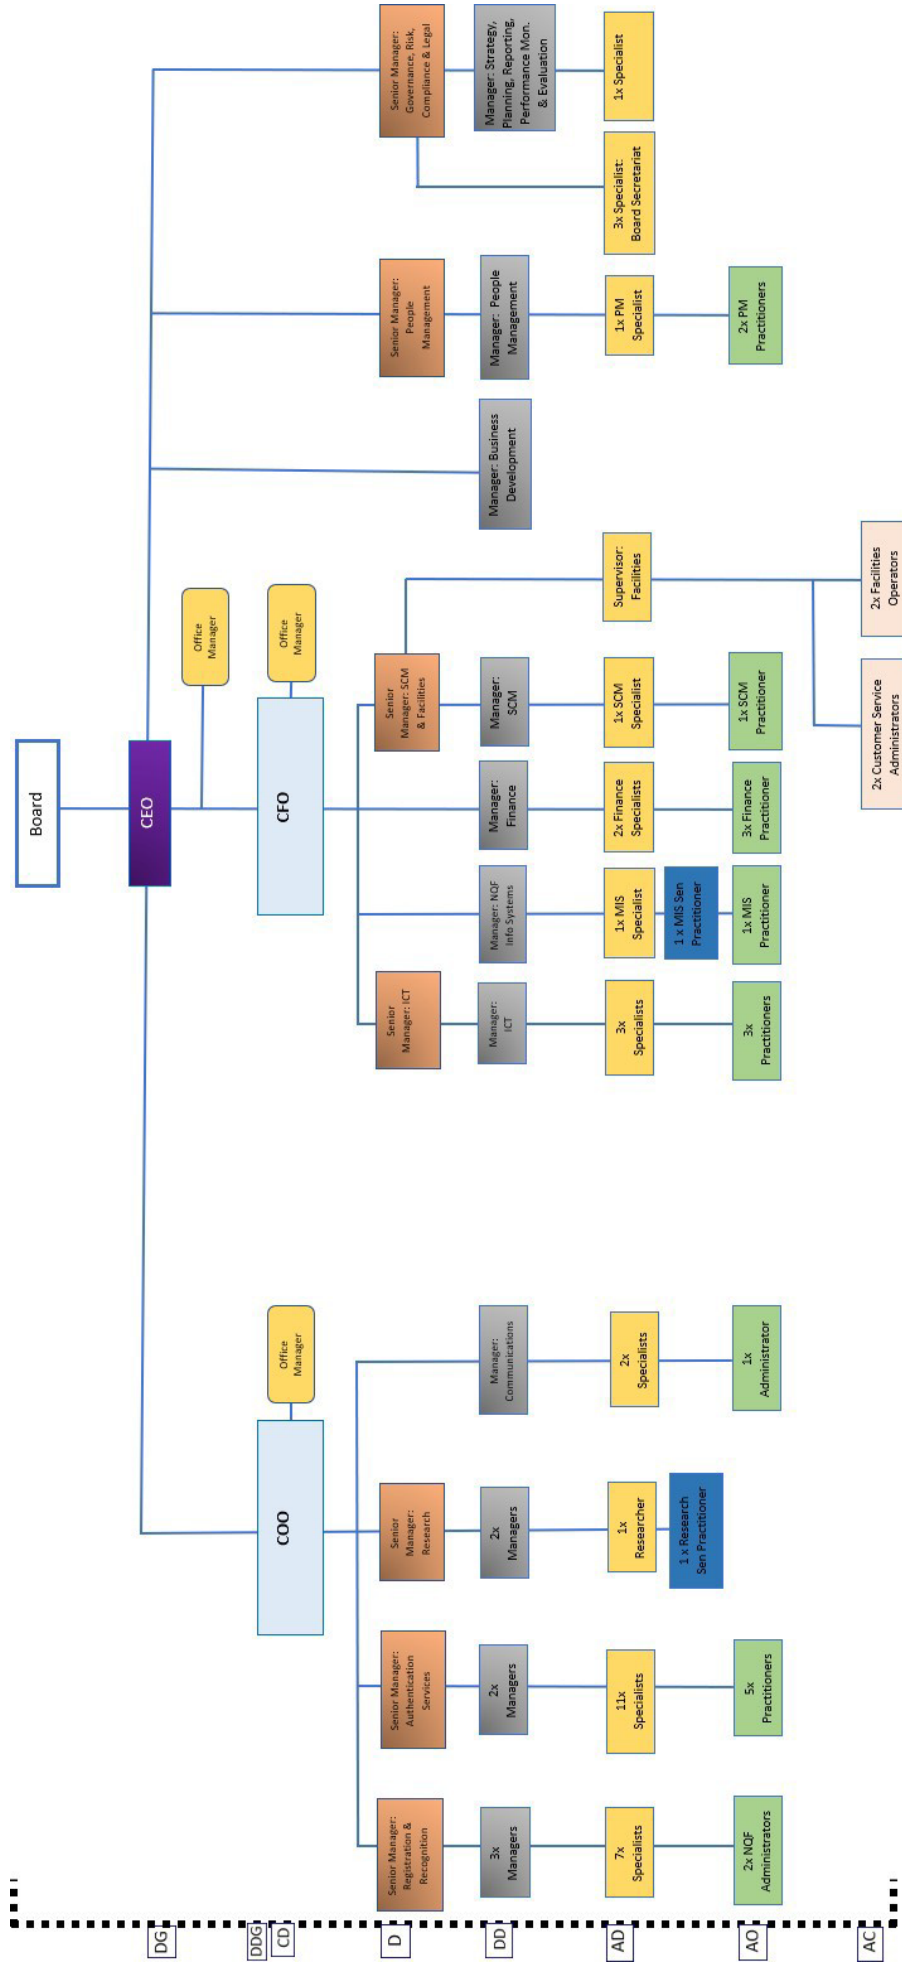 Board
DG
CEO
Office
Manager
DDG
CD
COO
Office
Manager
CFO
Office
Manager
D
Senior Manager:
Registration &
Recognition
Senior Manager:
Authentication
Services
Senior
Manager:
Research
Senior
Manager: ICT
Senior
Manager: SCM
& Facilities
Senior Manager:
People
Management
Senior Manager:
Governance, Risk,
Compliance & Legal
DD
3x
Managers
2x
Managers
2x
Managers
Manager:
Communications
Manager:
ICT
Manager: NQF
Info Systems
Manager:
Finance
Manager:
SCM
Manager: Business
Development
Manager: People
Management
Manager: Strategy,
Planning, Reporting,
Performance Mon.
& Evaluation
AD
7x
Specialists
11x
Specialists
1x
Researcher
2x
Specialists
3x
Specialists
1x MIS
Specialist
2x Finance
Specialists
1x SCM
Specialist
Supervisor:
Facilities
1x PM
Specialist
3x Specialist:
Board Secretariat
1x Specialist
1 x Research
Sen Practitioner
1 x MIS Sen
Practitioner
AO
2x NQF
Administrators
5x
Practitioners
1x
Administrator
3x
Practitioners
1x MIS
Practitioner
3x Finance
Practitioner
1x SCM
Practitioner
2x PM
Practitioners
AC
2x Customer Service
Administrators
2x Facilities
Operators